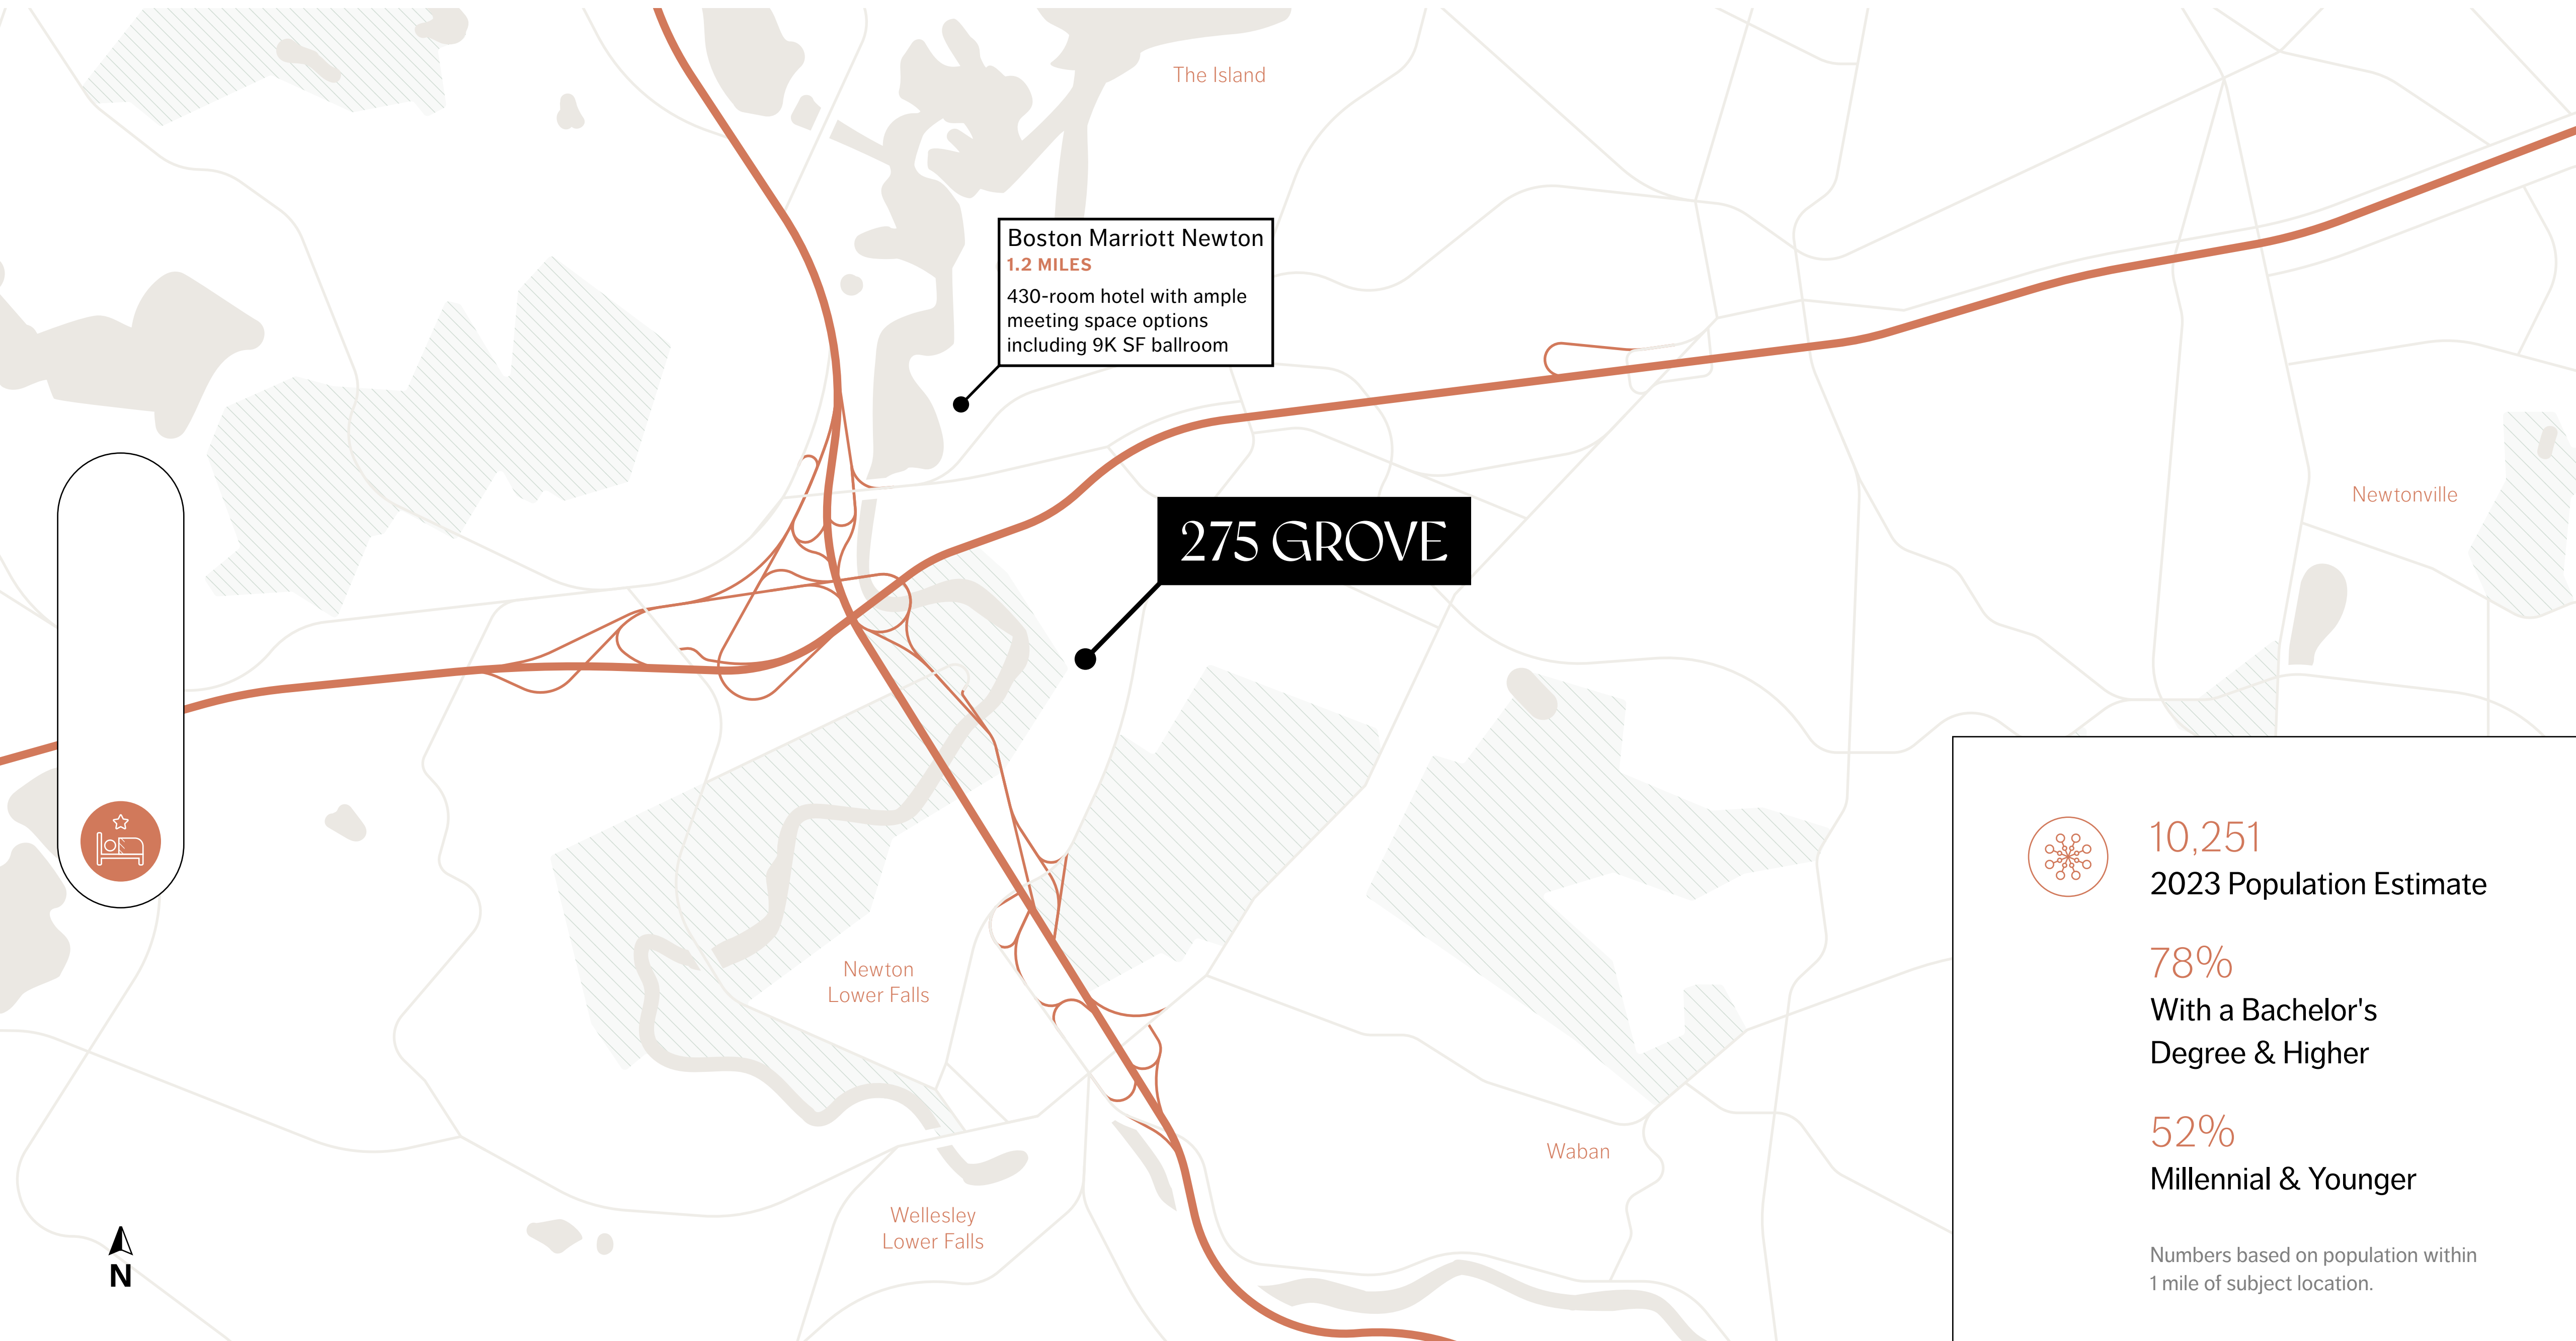 The Island
Boston Marriott Newton
1.2 MILES
430-room hotel with ample
meeting space options
including 9K SF ballroom
275 GROVE
Newtonville
Newton
Lower Falls
Waban
Wellesley
Lower Falls
N
10,251
2023 Population Estimate
78%
With a Bachelor's
Degree & Higher
52%
Millennial & Younger
Numbers based on population within
1 mile of subject location.